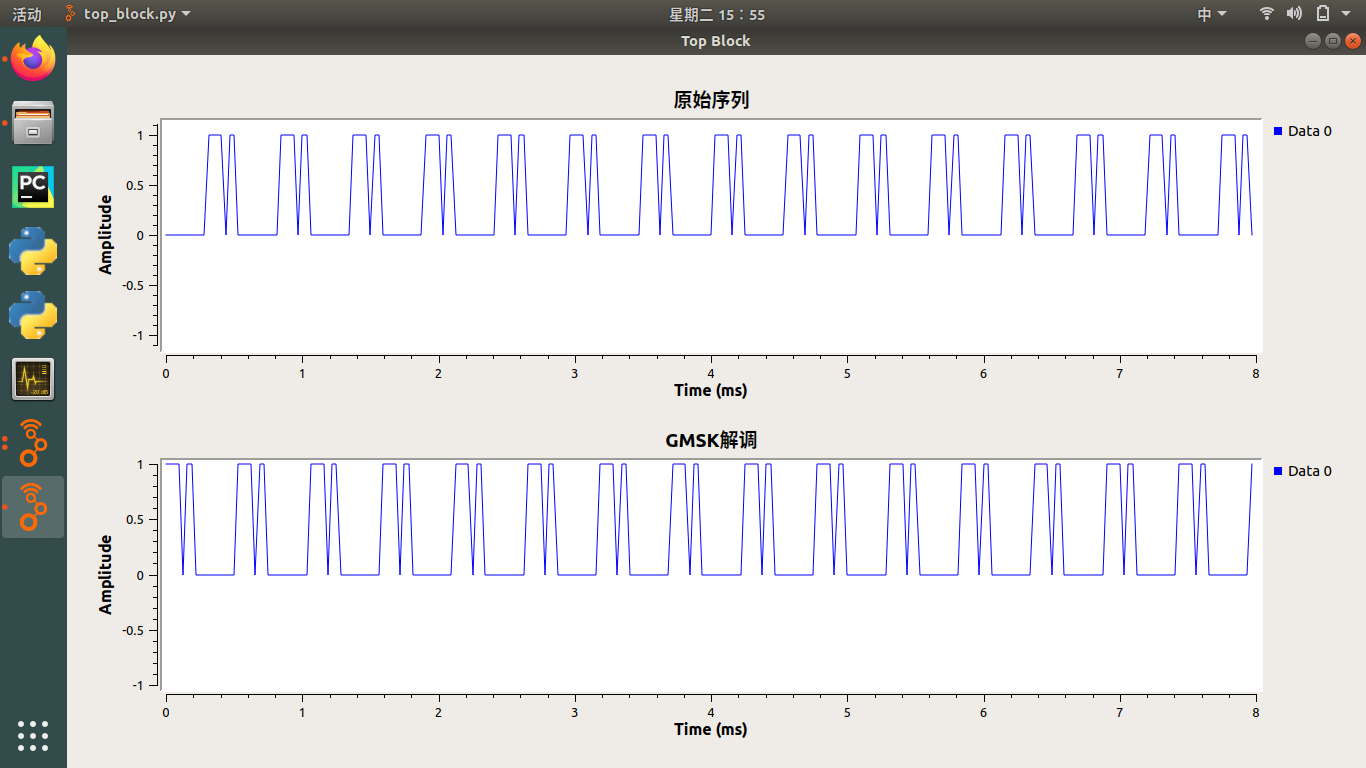 活动 top_block.py 星期二 15：55 中
Top Block
原始序列
Data 0
1
0.5
0
-0.5
-1
Amplitude
0 1 2 3 4 5 6 7 8
Time (ms)
GMSK解调
Data 0
1
0.5
0
-0.5
-1
Amplitude
0 1 2 3 4 5 6 7 8
Time (ms)
PC